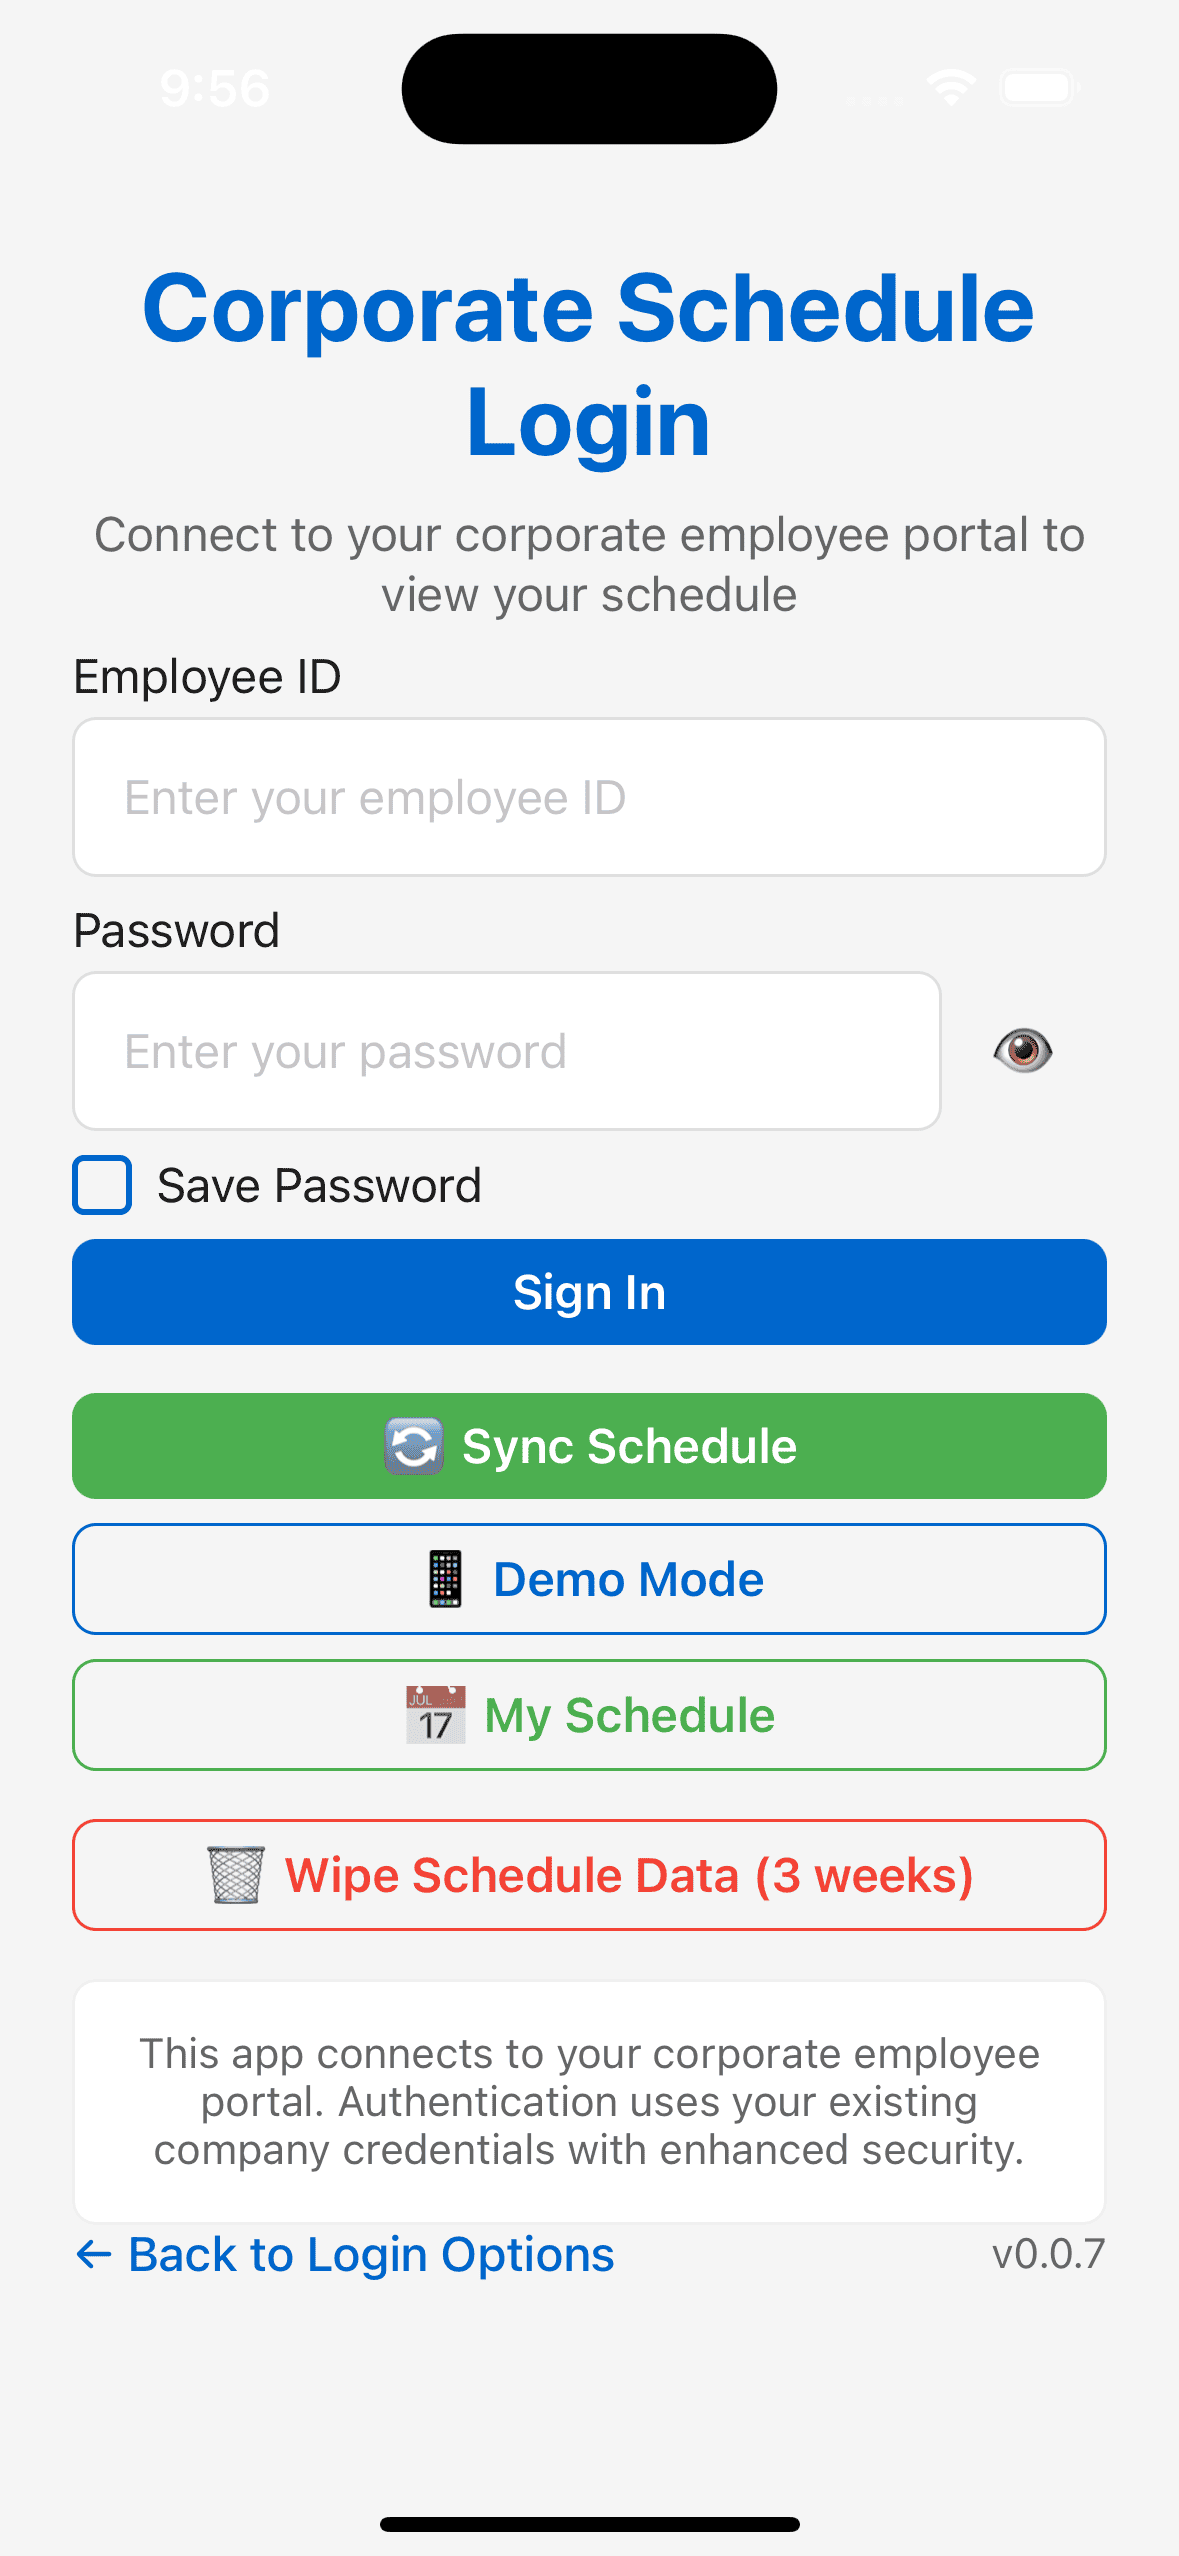 9:56
Corporate Schedule
Login
Connect to your corporate employee portal to
view your schedule
Employee ID
Enter your employee ID
Password
Enter your password
Save Password
Sign In
Sync Schedule
Demo Mode
JUL
17
My Schedule
Wipe Schedule Data (3 weeks)
This app connects to your corporate employee
portal. Authentication uses your existing
company credentials with enhanced security.
← Back to Login Options
v0.0.7